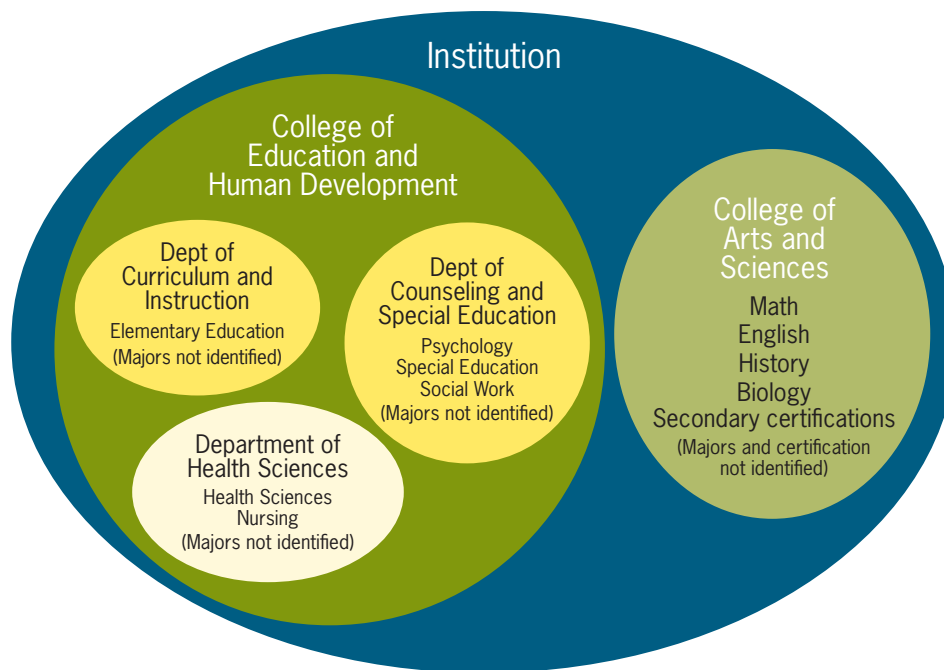 Institution
College of
Education and
Human Development
Dept of
Curriculum and
Instruction
Elementary Education
(Majors not identified)
Dept of
Counseling and
Special Education
Psychology
Special Education
Social Work
(Majors not identified)
Department of
Health Sciences
Health Sciences
Nursing
(Majors not identified)
College of
Arts and
Sciences
Math
English
History
Biology
Secondary certifications
(Majors and certification
not identified)